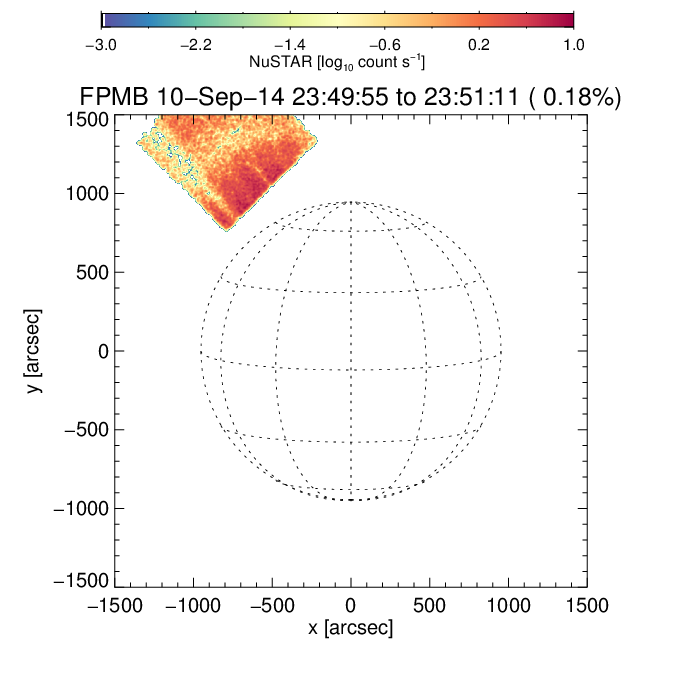 −3.0 −2.2 −1.4 −0.6 0.2 1.0
NuSTAR [log₁₀ count s⁻¹]
FPMB 10−Sep−14 23:49:55 to 23:51:11 ( 0.18%)
1500
1000
500
0
−500
−1000
−1500
y [arcsec]
−1500 −1000 −500 0 500 1000 1500
x [arcsec]